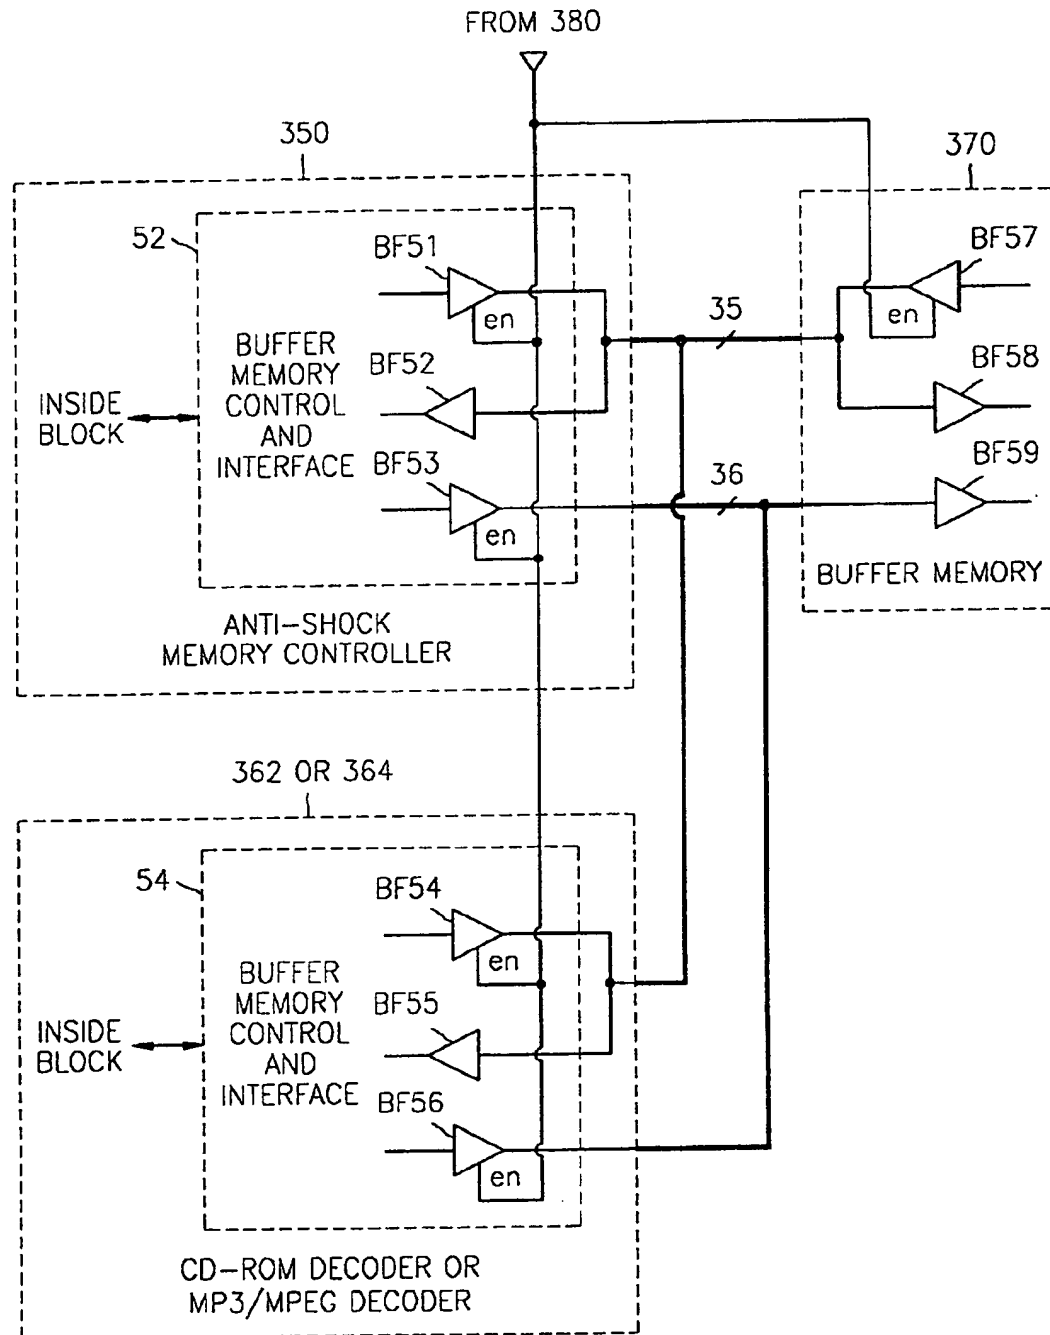 FROM 380
350
370
52
BF51
en
BUFFER
MEMORY
CONTROL
AND
INTERFACE
BF52
BF53
en
INSIDE
BLOCK
35
36
BF57
en
BF58
BF59
BUFFER MEMORY
ANTI-SHOCK
MEMORY CONTROLLER
362 OR 364
54
BF54
en
BUFFER
MEMORY
CONTROL
AND
INTERFACE
BF55
BF56
en
INSIDE
BLOCK
CD-ROM DECODER OR
MP3/MPEG DECODER